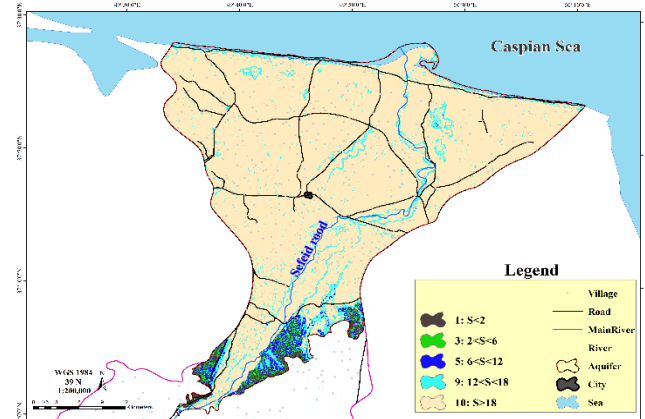 Caspian Sea
Sefeid rood
Legend
1: S<2
3: 2<S<6
5: 6<S<12
9: 12<S<18
10: S>18
Village
Road
MainRiver
River
Aquifer
City
Sea
WGS 1984
39 N
1:200,000
N